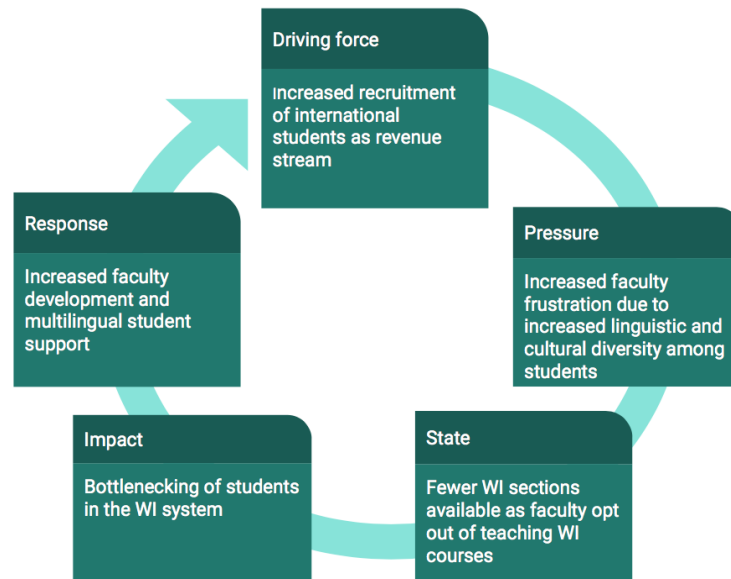 Driving force
Increased recruitment
of international
students as revenue
stream
Pressure
Increased faculty
frustration due to
increased linguistic and
cultural diversity among
students
State
Fewer WI sections
available as faculty opt
out of teaching WI
courses
Impact
Bottlenecking of students
in the WI system
Response
Increased faculty
development and
multilingual student
support